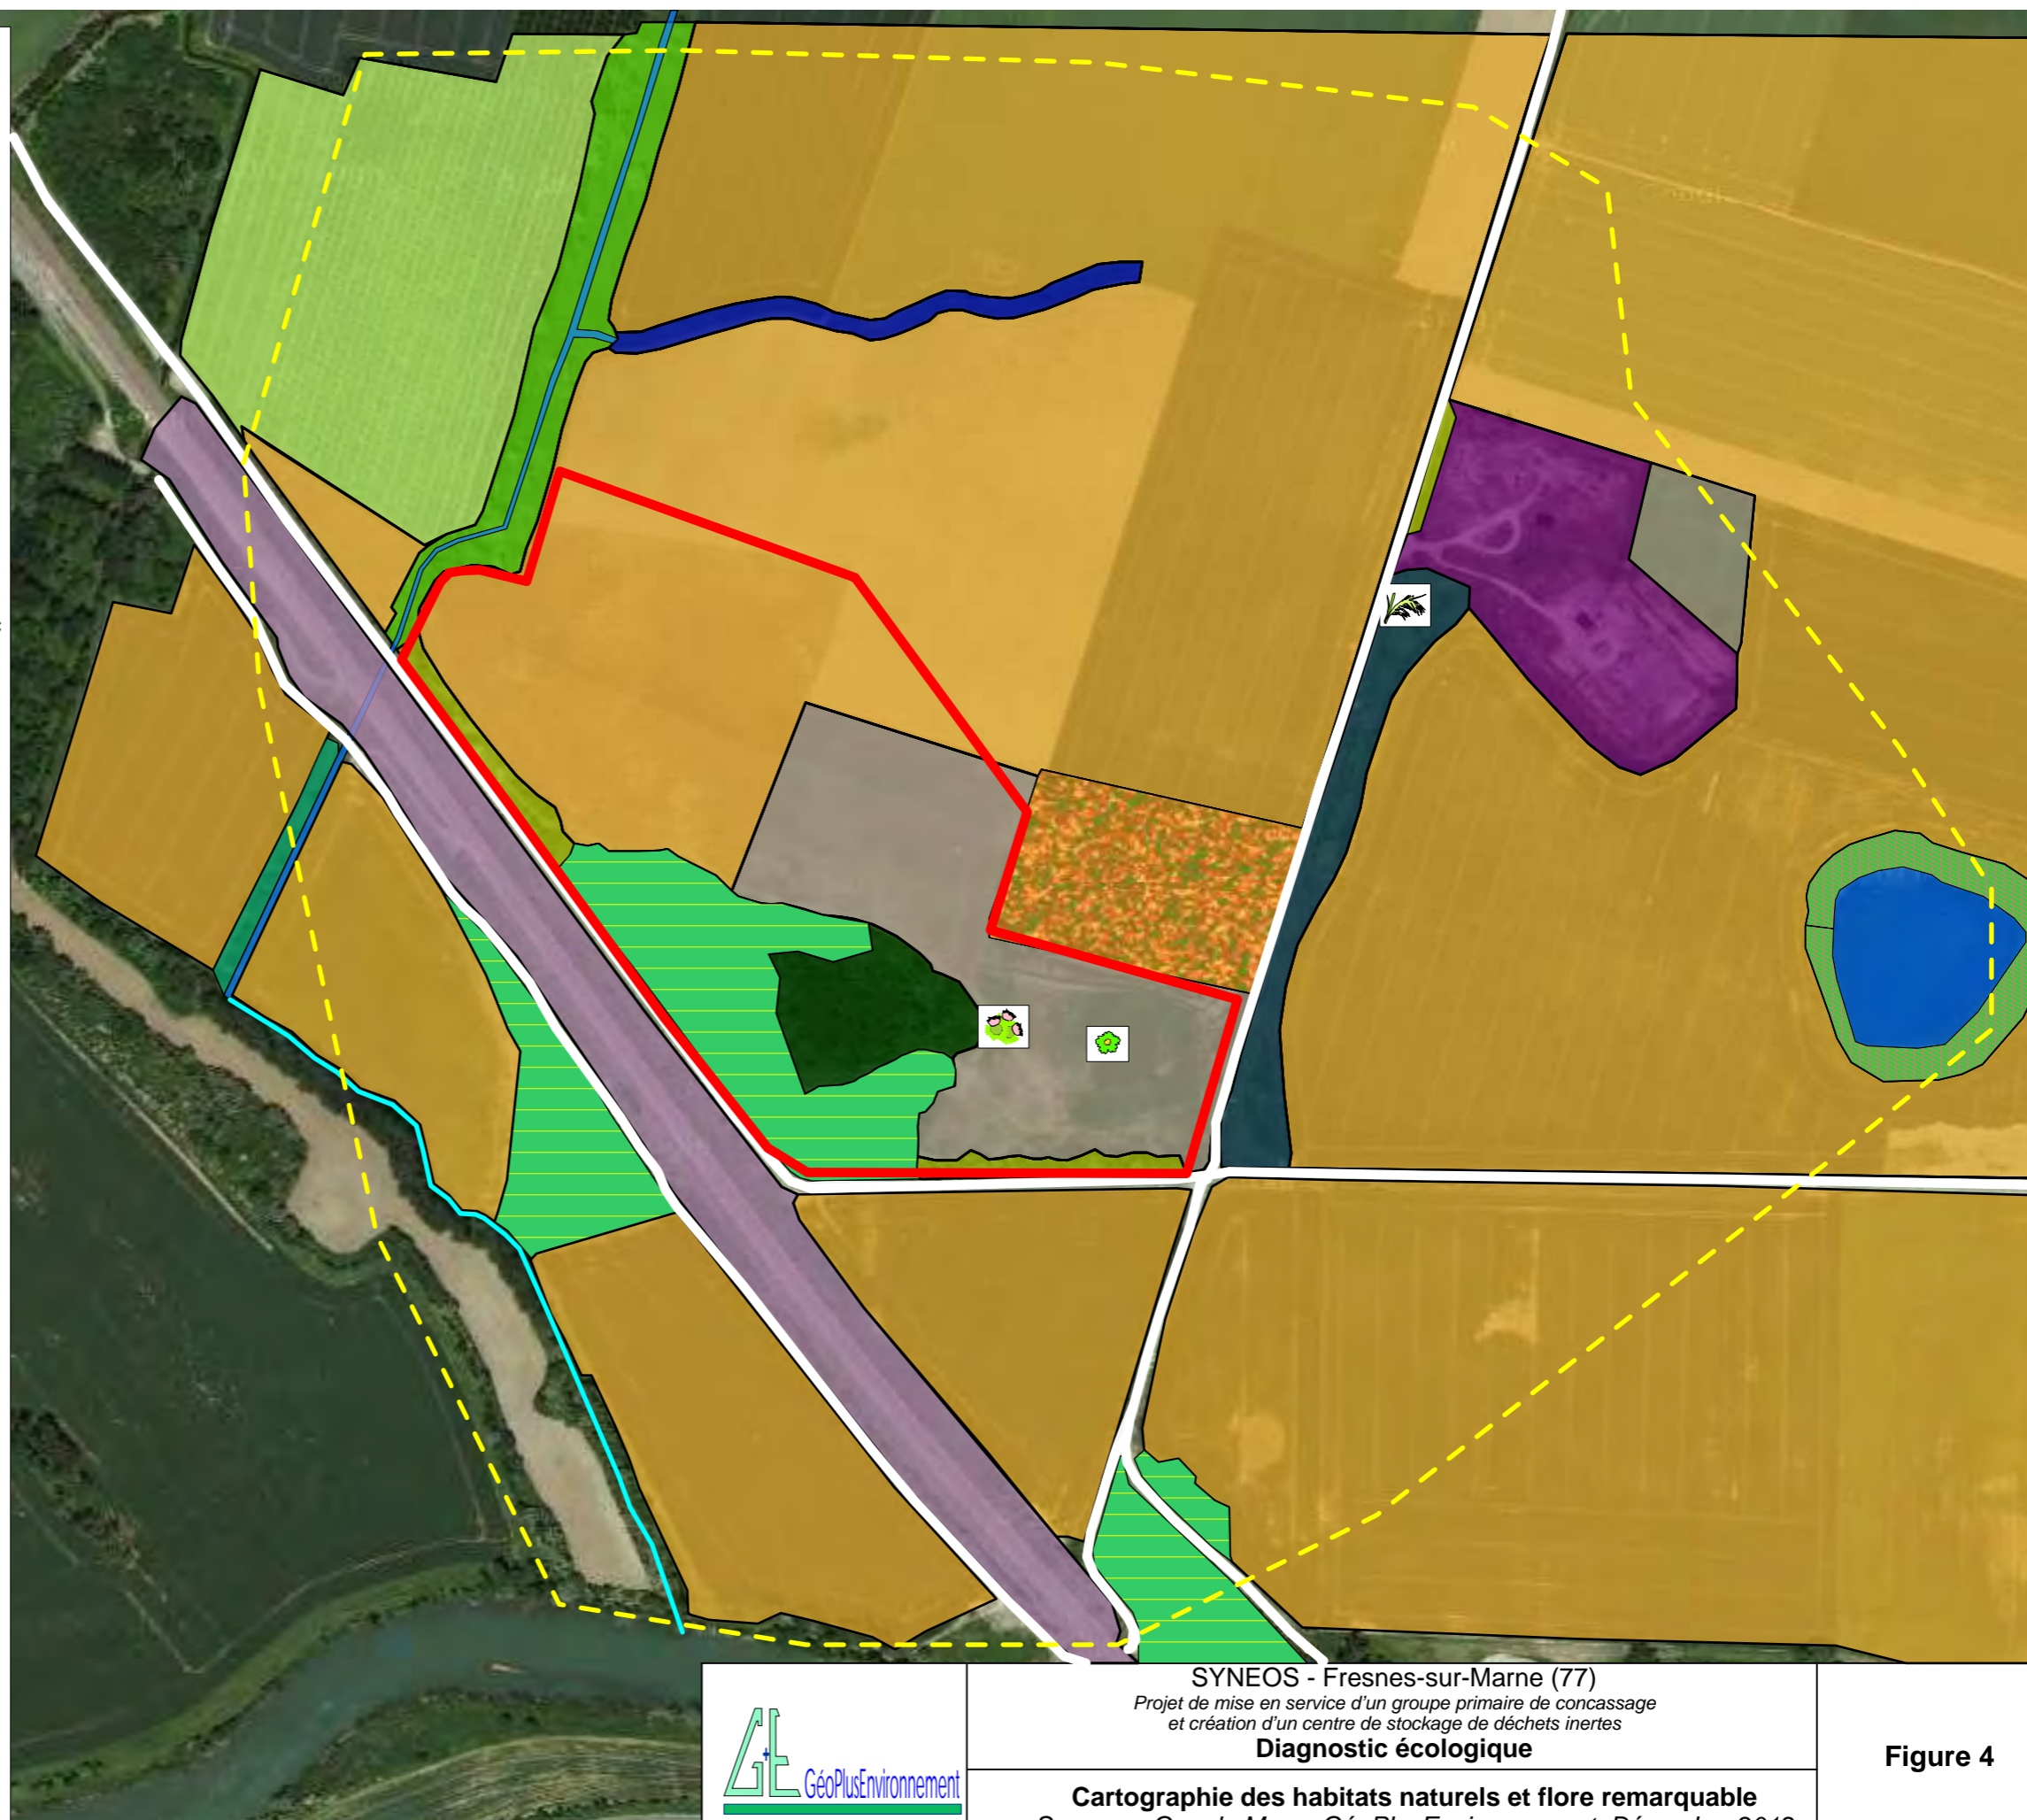 SYNEOS - Fresnes-sur-Marne (77)
Projet de mise en service d'un groupe primaire de concassage
et création d'un centre de stockage de déchets inertes
Diagnostic écologique
GéoPlusEnvironnement
Figure 4
Cartographie des habitats naturels et flore remarquable